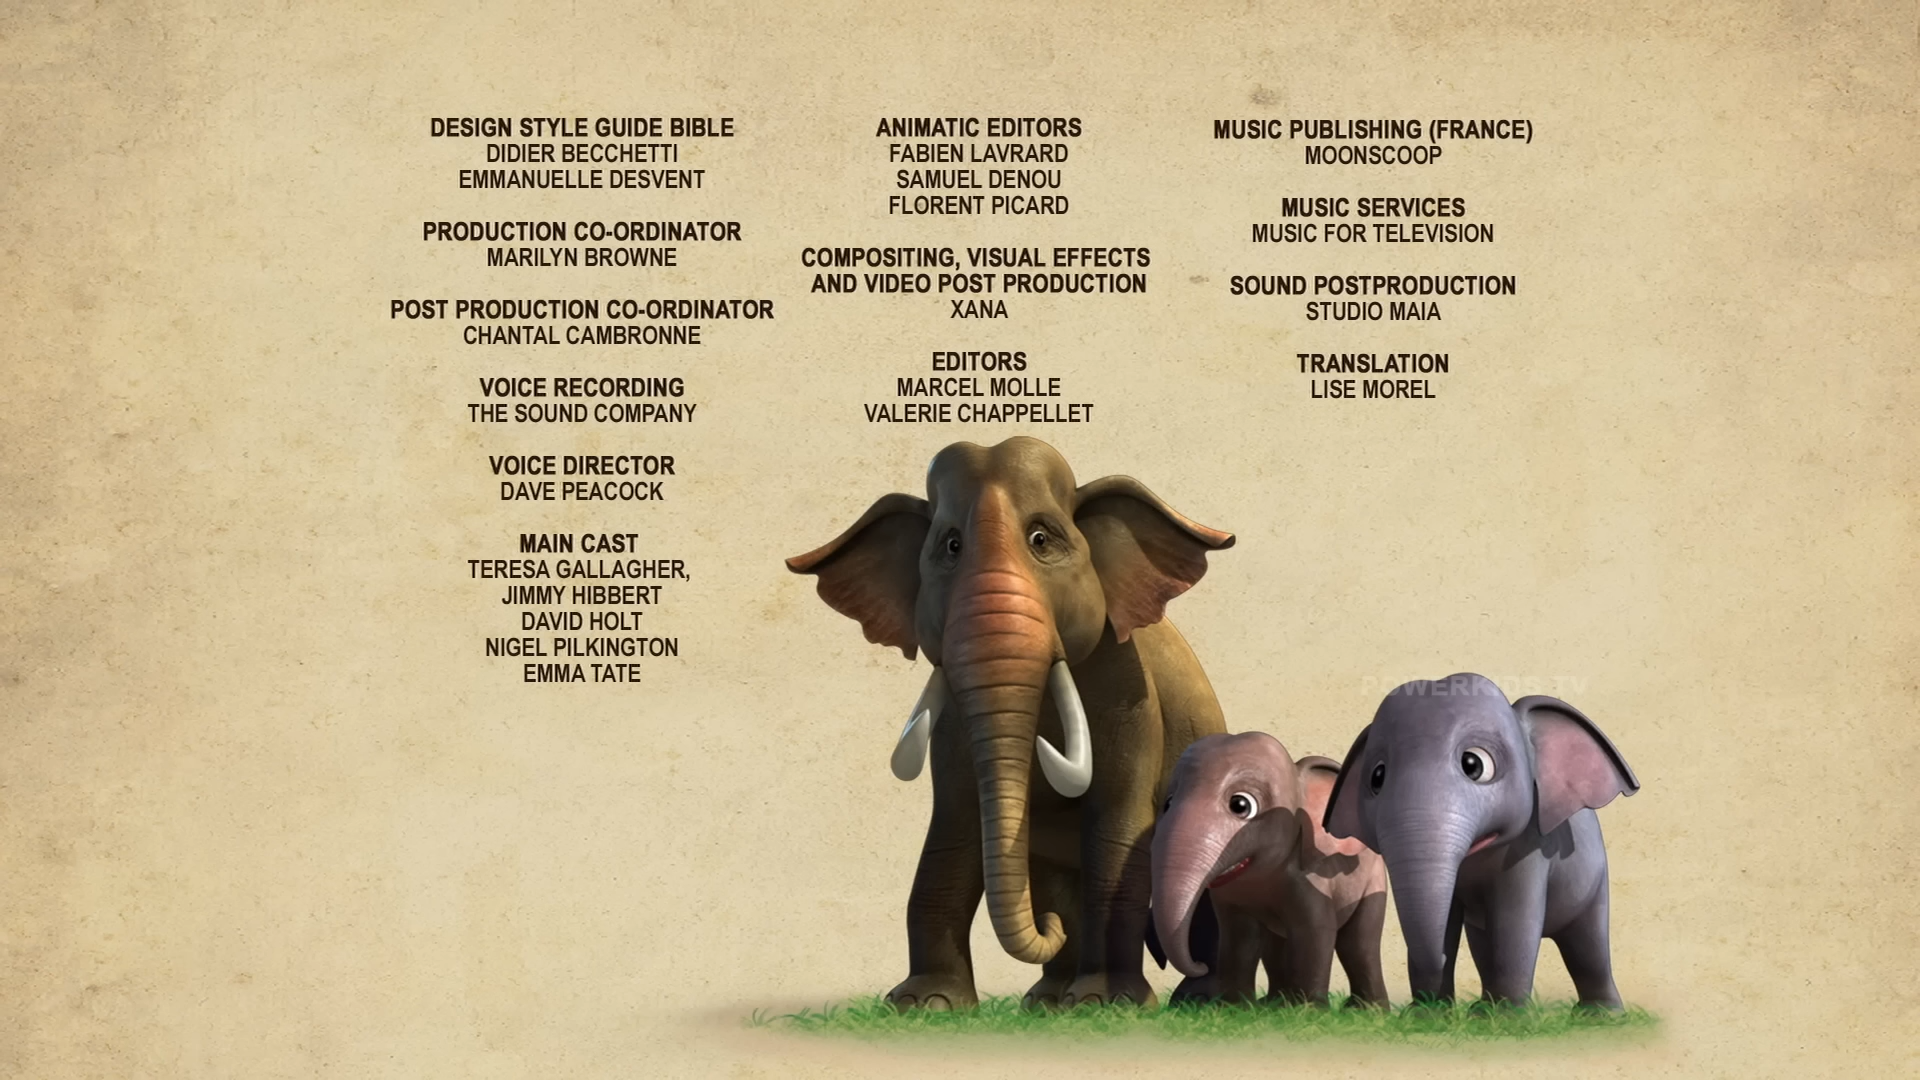 DESIGN STYLE GUIDE BIBLE
DIDIER BECCHETTI
EMMANUELLE DESVENT
PRODUCTION CO-ORDINATOR
MARILYN BROWNE
POST PRODUCTION CO-ORDINATOR
CHANTAL CAMBRONNE
VOICE RECORDING
THE SOUND COMPANY
VOICE DIRECTOR
DAVE PEACOCK
MAIN CAST
TERESA GALLAGHER,
JIMMY HIBBERT
DAVID HOLT
NIGEL PILKINGTON
EMMA TATE
ANIMATIC EDITORS
FABIEN LAVRARD
SAMUEL DENOU
FLORENT PICARD
COMPOSITING, VISUAL EFFECTS
AND VIDEO POST PRODUCTION
XANA
EDITORS
MARCEL MOLLE
VALERIE CHAPPELLET
MUSIC PUBLISHING (FRANCE)
MOONSCOOP
MUSIC SERVICES
MUSIC FOR TELEVISION
SOUND POSTPRODUCTION
STUDIO MAIA
TRANSLATION
LISE MOREL
POWERKIDS TV